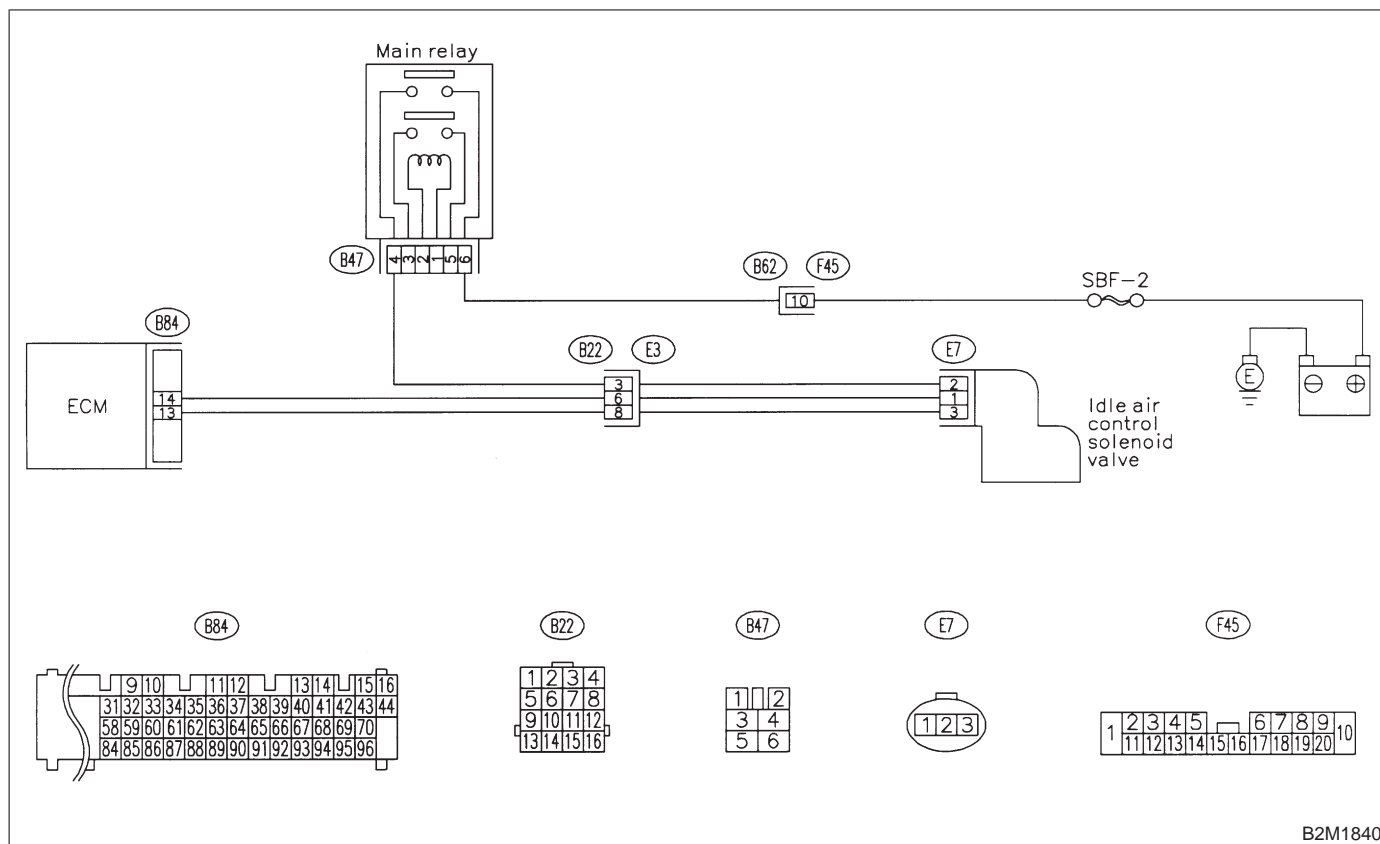 Main relay
B47
4 3 2 1 5 6
B62 F45
10
SBF-2
B84
B22 E3
E7
ECM
14
13
3
6
8
2
1
3
E
Idle air
control
solenoid
valve
B84
B22
B47
E7
F45
9 10 11 12 13 14 15 16
31 32 33 34 35 36 37 38 39 40 41 42 43 44
58 59 60 61 62 63 64 65 66 67 68 69 70
84 85 86 87 88 89 90 91 92 93 94 95 96
1 2 3 4
5 6 7 8
9 10 11 12
13 14 15 16
1 2
3 4
5 6
1 2 3
1 2 3 4 5 6 7 8 9 10
11 12 13 14 15 16 17 18 19 20
B2M1840